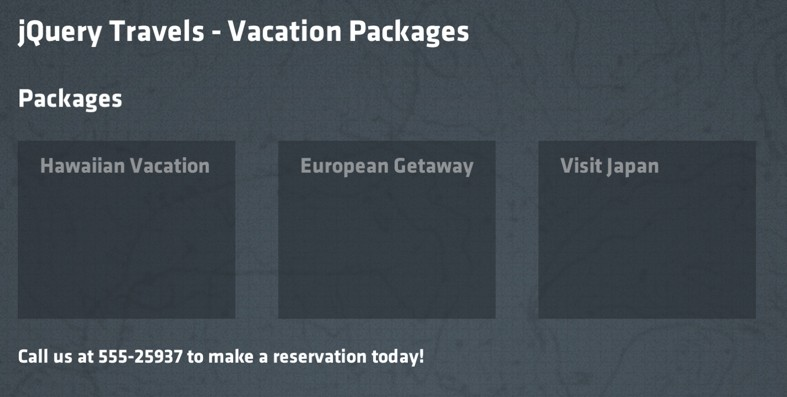 jQuery Travels - Vacation Packages
Packages
Hawaiian Vacation
European Getaway
Visit Japan
Call us at 555-25937 to make a reservation today!